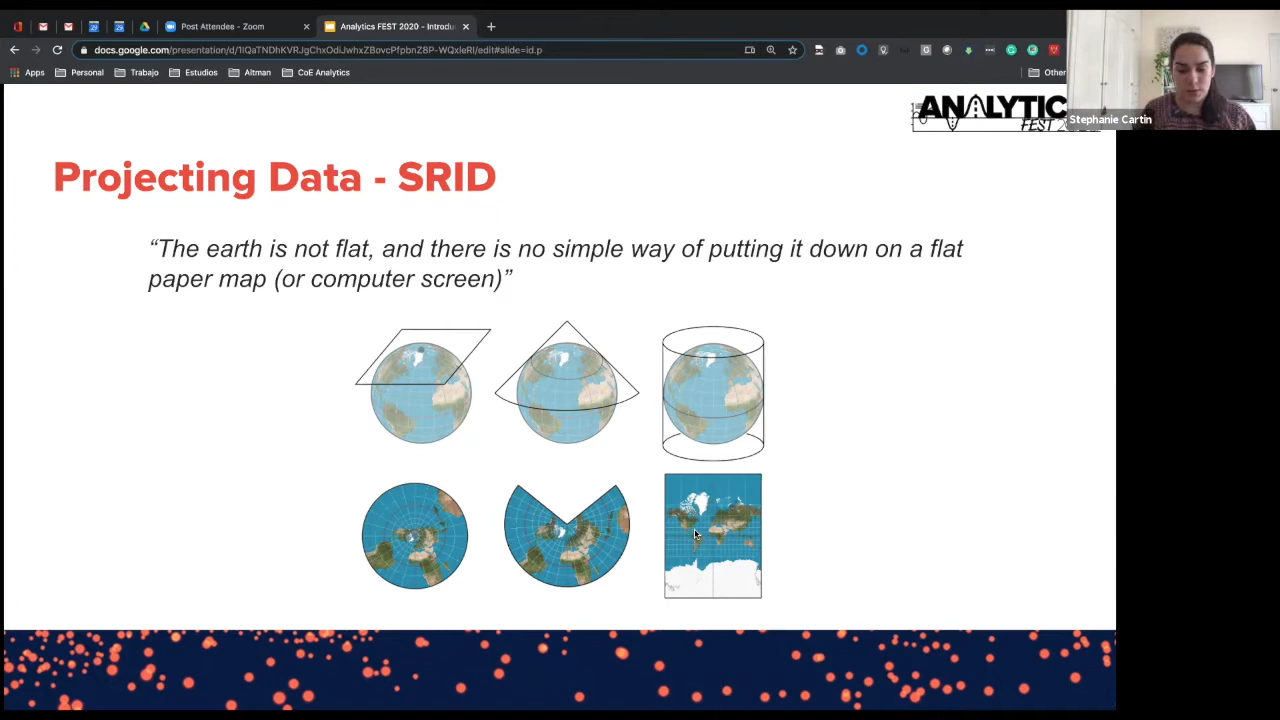 Post Attendee - Zoom
Analytics FEST 2020 - Introdu
docs.google.com/presentation/d/1IQaTNDhKVRJgChxOdiJwhxZBovcPfpbnZ8P-WQxleRI/edit#slide=id.p
Apps
Personal
Trabajo
Estudios
Altman
CoE Analytics
Other
ANALYTIC
FEST
Stephanie Cartin
Projecting Data - SRID
“The earth is not flat, and there is no simple way of putting it down on a flat
paper map (or computer screen)”